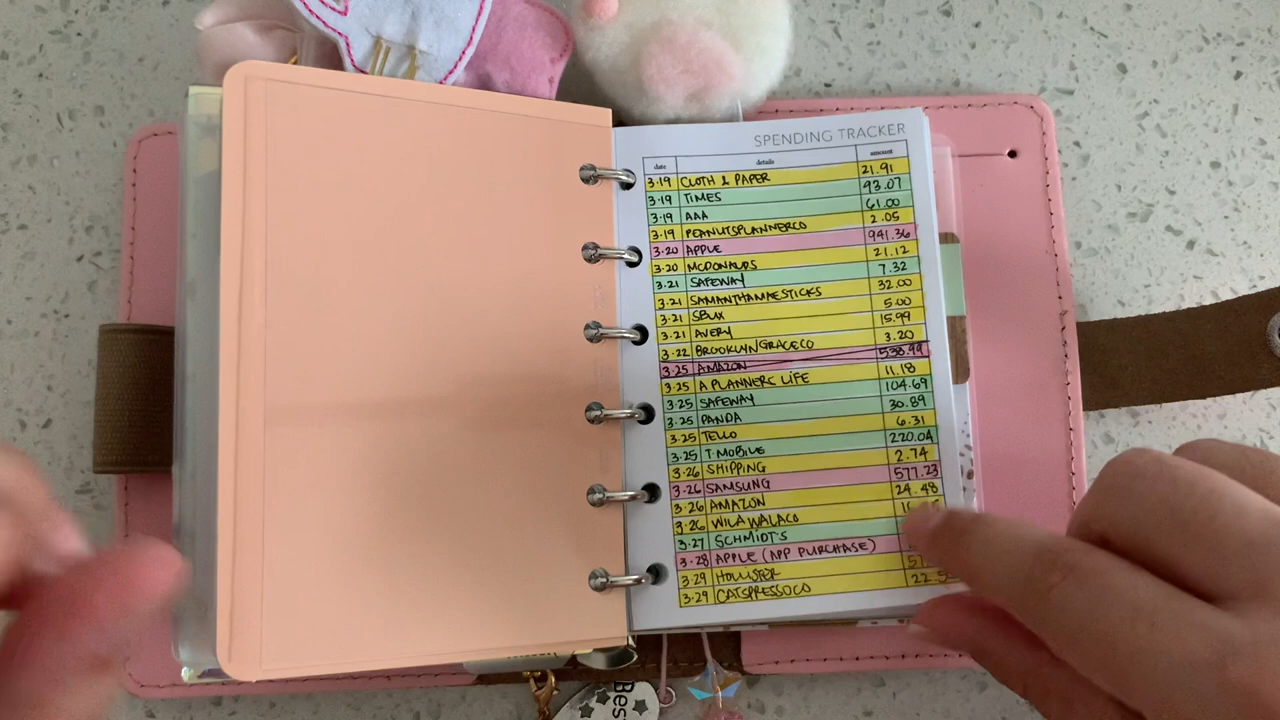 SPENDING TRACKER
date details amount
3.19 CLOTH & PAPER 21.91
3.19 TIMES 93.07
3.19 AAA 61.00
3.19 PEANUTSPLANNERCO 2.05
3.20 APPLE 941.36
3.20 MCDONALDS 21.12
3.21 SAFEWAY 7.32
3.21 SAMANTHAMAESTICKS 32.00
3.21 SBUX 5.00
3.21 AVERY 15.99
3.22 BROOKLYNGRACECO 3.20
3.25 AMAZON 538.99
3.25 A PLANNERS LIFE 11.18
3.25 SAFEWAY 104.69
3.25 PANDA 30.89
3.25 TELLO 6.31
3.25 T.MOBILE 220.04
3.26 SHIPPING 2.74
3.26 SAMSUNG 577.23
3.26 AMAZON 24.48
3.26 WILAWALACO
3.27 SCHMIDT'S
3.28 APPLE (APP PURCHASE)
3.29 HOLLISTER
3.29 CATSPRESSOCO
Bes